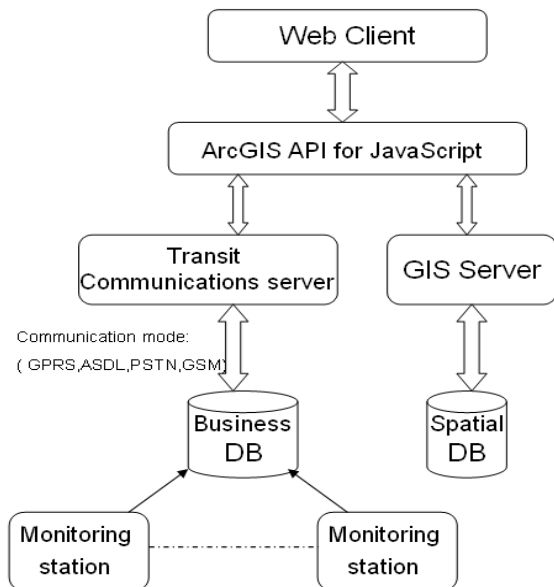 Web Client
ArcGIS API for JavaScript
Transit
Communications server
GIS Server
Communication mode:
( GPRS,ASDL,PSTN,GSM)
Business
DB
Spatial
DB
Monitoring
station
Monitoring
station